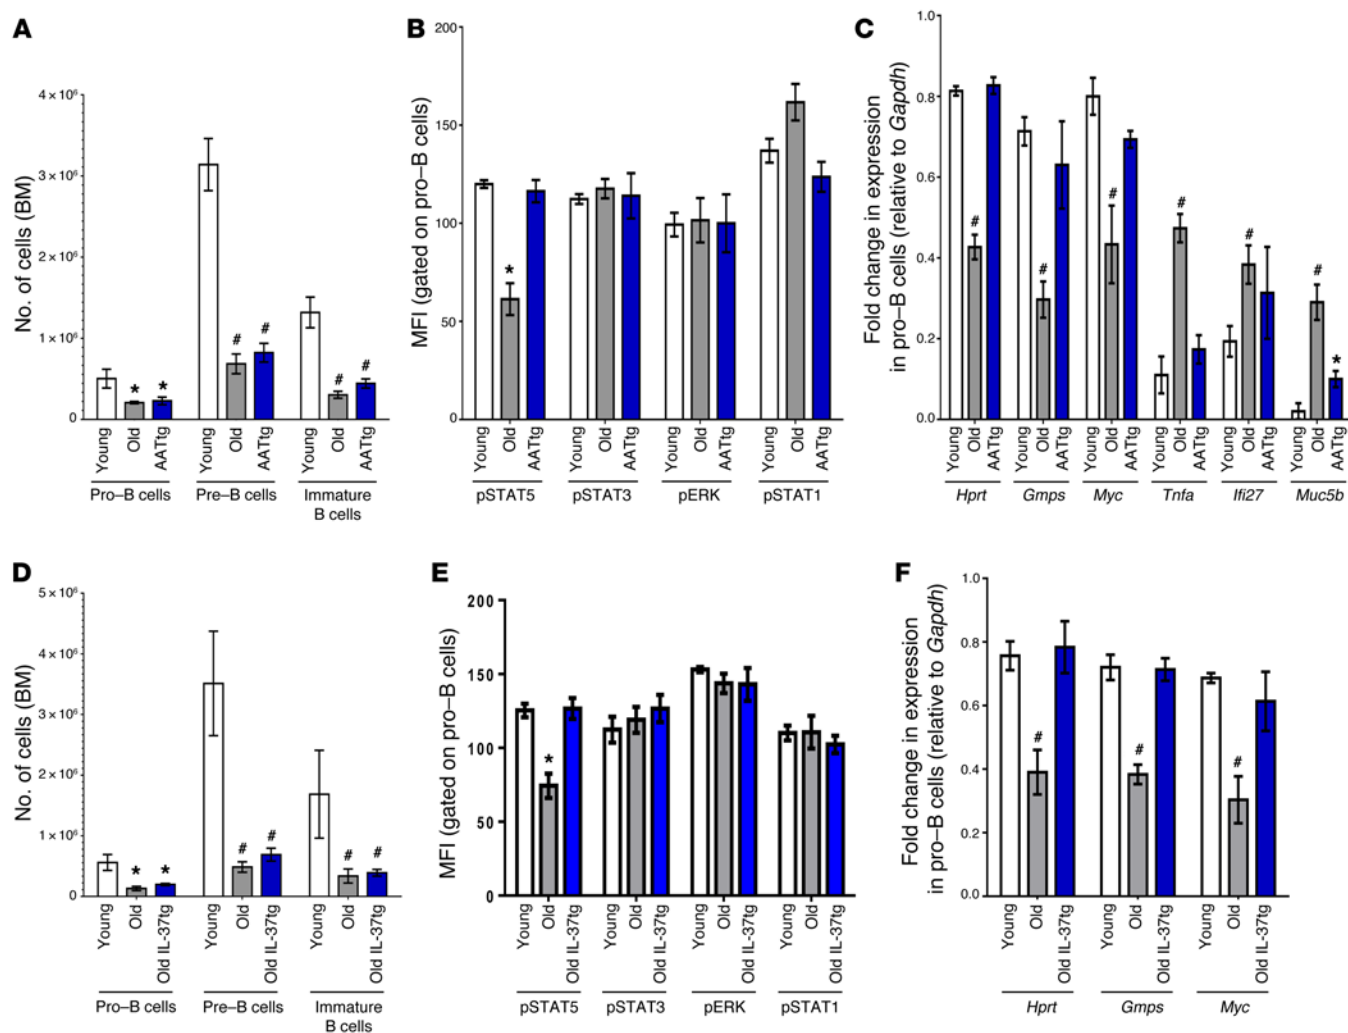 A
No. of cells (BM)
4 × 10⁶
3 × 10⁶
2 × 10⁶
1 × 10⁶
0
Young
Old
AATtg
Young
Old
AATtg
Young
Old
AATtg
* * # # # #
Pro–B cells
Pre–B cells
Immature
B cells
B
MFI (gated on pro–B cells)
200
150
100
50
0
*
Young
Old
AATtg
Young
Old
AATtg
Young
Old
AATtg
Young
Old
AATtg
pSTAT5
pSTAT3
pERK
pSTAT1
C
Fold change in expression
in pro–B cells (relative to Gapdh)
1.0
0.8
0.6
0.4
0.2
0.0
# # # # # # *
Young
Old
AATtg
Young
Old
AATtg
Young
Old
AATtg
Young
Old
AATtg
Young
Old
AATtg
Young
Old
AATtg
Hprt
Gmps
Myc
Tnfa
Ifi27
Muc5b
D
No. of cells (BM)
5 × 10⁶
4 × 10⁶
3 × 10⁶
2 × 10⁶
1 × 10⁶
0
* * # # # #
Young
Old
Old IL-37tg
Young
Old
Old IL-37tg
Young
Old
Old IL-37tg
Pro–B cells
Pre–B cells
Immature
B cells
E
MFI (gated on pro–B cells)
200
150
100
50
0
*
Young
Old
Old IL-37tg
Young
Old
Old IL-37tg
Young
Old
Old IL-37tg
Young
Old
Old IL-37tg
pSTAT5
pSTAT3
pERK
pSTAT1
F
Fold change in expression
in pro–B cells (relative to Gapdh)
1.0
0.8
0.6
0.4
0.2
0.0
# # #
Young
Old
Old IL-37tg
Young
Old
Old IL-37tg
Young
Old
Old IL-37tg
Hprt
Gmps
Myc